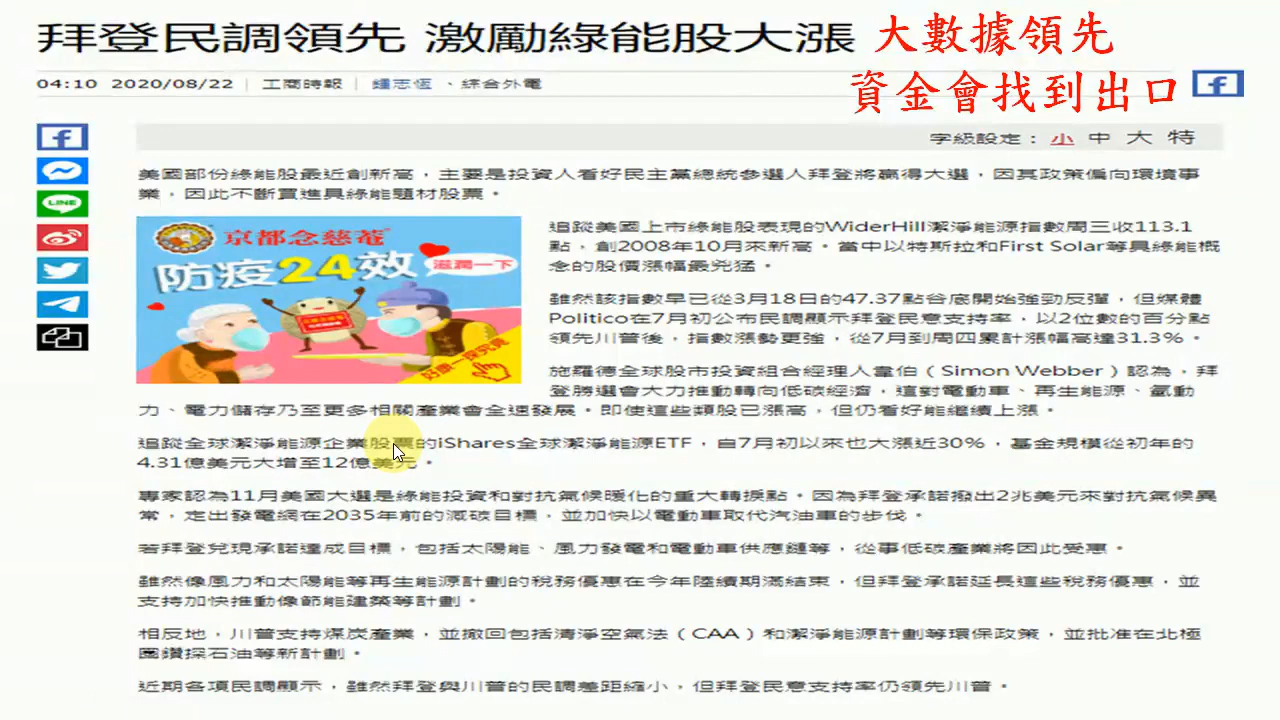 拜登民調領先 激勵綠能股大漲
大數據領先
資金會找到出口
04:10 2020/08/22 | 工商時報 | 鍾志恆 、綜合外電
字級設定： 小 中 大 特
美國部份綠能股最近創新高，主要是投資人看好民主黨總統參選人拜登將贏得大選，因其政策偏向環境事
業，因此不斷買進具綠能題材股票。
京都念慈菴
防疫24效
滋潤一下
好康一探究竟
追蹤美國上市綠能股表現的WiderHill潔淨能源指數周三收113.1
點，創2008年10月來新高。當中以特斯拉和First Solar等具綠能概
念的股價漲幅最兇猛。
雖然該指數早已從3月18日的47.37點谷底開始強勁反彈，但媒體
Politico在7月初公布民調顯示拜登民意支持率，以2位數的百分點
領先川普後，指數漲勢更強，從7月到周四累計漲幅高達31.3%。
施羅德全球股市投資組合經理人韋伯（Simon Webber）認為，拜
登勝選會大力推動轉向低碳經濟，這對電動車、再生能源、氫動
力、電力儲存乃至更多相關產業會全速發展。即使這些類股已漲高，但仍看好能繼續上漲。
追蹤全球潔淨能源企業股票的iShares全球潔淨能源ETF，自7月初以來也大漲近30%，基金規模從初年的
4.31億美元大增至12億美元。
專家認為11月美國大選是綠能投資和對抗氣候暖化的重大轉捩點。因為拜登承諾撥出2兆美元來對抗氣候異
常，定出發電網在2035年前的減碳目標，並加快以電動車取代汽油車的步伐。
若拜登兌現承諾達成目標，包括太陽能、風力發電和電動車供應鏈等，從事低碳產業將因此受惠。
雖然像風力和太陽能等再生能源計劃的稅務優惠在今年陸續期滿結束，但拜登承諾延長這些稅務優惠，並
支持加快推動像節能建築等計劃。
相反地，川普支持煤炭產業，並撤回包括清淨空氣法（CAA）和潔淨能源計劃等環保政策，並批准在北極
圈鑽探石油等新計劃。
近期各項民調顯示，雖然拜登與川普的民調差距縮小，但拜登民意支持率仍領先川普。